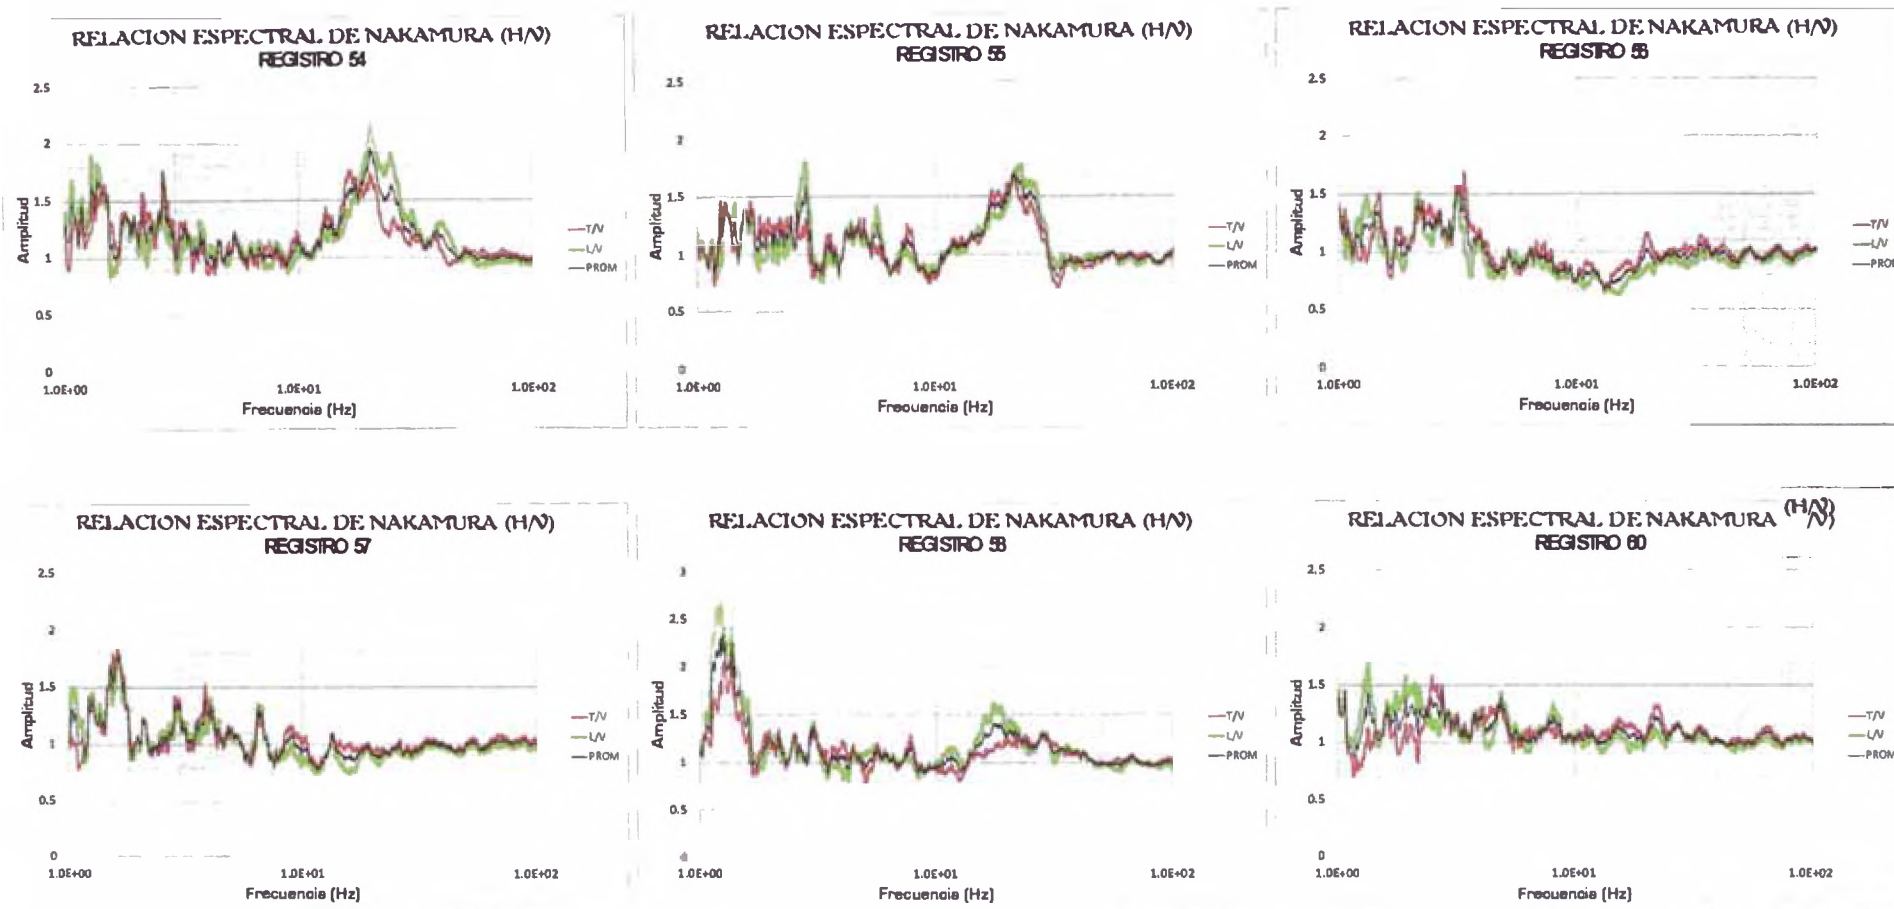 RELACION ESPECTRAL DE NAKAMURA (H/V)
REGISTRO 54
2.5
2
1.5
1
0.5
0
Amplitud
1.0E+00
1.0E+01
1.0E+02
Frecuencia (Hz)
T/V
L/V
PROM
RELACION ESPECTRAL DE NAKAMURA (H/V)
REGISTRO 55
2.5
2
1.5
1
0.5
0
Amplitud
1.0E+00
1.0E+01
1.0E+02
Frecuencia (Hz)
T/V
L/V
PROM
RELACION ESPECTRAL DE NAKAMURA (H/V)
REGISTRO 56
2.5
2
1.5
1
0.5
0
Amplitud
1.0E+00
1.0E+01
1.0E+02
Frecuencia (Hz)
T/V
L/V
PROM
RELACION ESPECTRAL DE NAKAMURA (H/V)
REGISTRO 57
2.5
2
1.5
1
0.5
0
Amplitud
1.0E+00
1.0E+01
1.0E+02
Frecuencia (Hz)
T/V
L/V
PROM
RELACION ESPECTRAL DE NAKAMURA (H/V)
REGISTRO 58
3
2.5
2
1.5
1
0.5
0
Amplitud
1.0E+00
1.0E+01
1.0E+02
Frecuencia (Hz)
T/V
L/V
PROM
RELACION ESPECTRAL DE NAKAMURA (H/V)
REGISTRO 60
2.5
2
1.5
1
0.5
0
Amplitud
1.0E+00
1.0E+01
1.0E+02
Frecuencia (Hz)
T/V
L/V
PROM